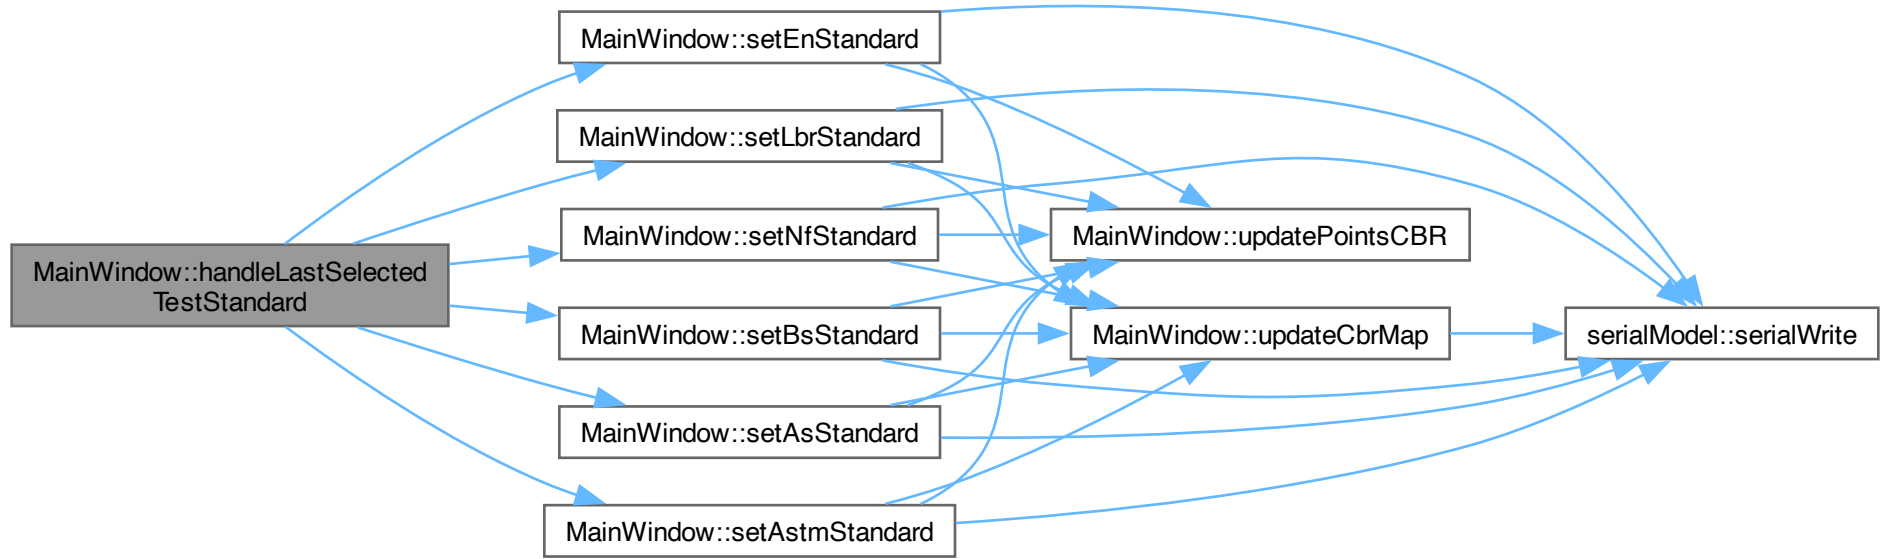 MainWindow::setEnStandard
MainWindow::setLbrStandard
MainWindow::setNfStandard
MainWindow::updatePointsCBR
MainWindow::handleLastSelected
TestStandard
MainWindow::setBsStandard
MainWindow::updateCbrMap
serialModel::serialWrite
MainWindow::setAsStandard
MainWindow::setAstmStandard